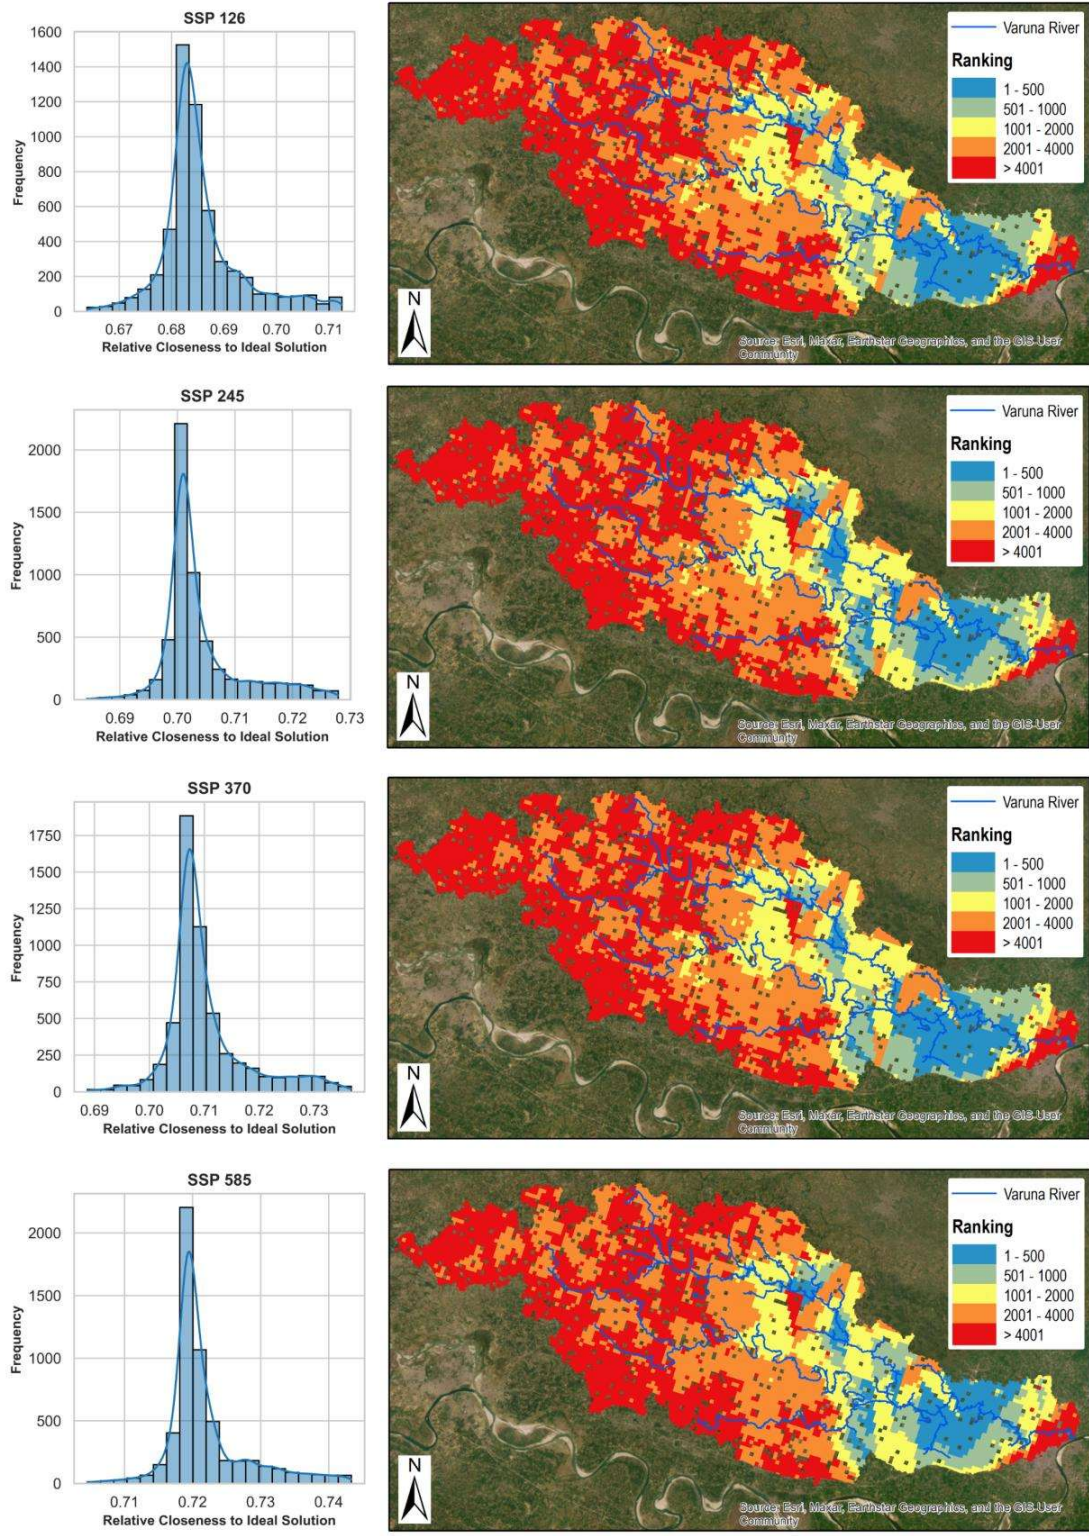 SSP 126
1600
1400
1200
1000
800
600
400
200
0
Frequency
0.67 0.68 0.69 0.70 0.71
Relative Closeness to Ideal Solution
Varuna River
Ranking
1 - 500
501 - 1000
1001 - 2000
2001 - 4000
> 4001
N
Source: Esri, Maxar, Earthstar Geographics, and the GIS User
Community
SSP 245
2000
1500
1000
500
0
Frequency
0.69 0.70 0.71 0.72 0.73
Relative Closeness to Ideal Solution
Varuna River
Ranking
1 - 500
501 - 1000
1001 - 2000
2001 - 4000
> 4001
N
Source: Esri, Maxar, Earthstar Geographics, and the GIS User
Community
SSP 370
1750
1500
1250
1000
750
500
250
0
Frequency
0.69 0.70 0.71 0.72 0.73
Relative Closeness to Ideal Solution
Varuna River
Ranking
1 - 500
501 - 1000
1001 - 2000
2001 - 4000
> 4001
N
Source: Esri, Maxar, Earthstar Geographics, and the GIS User
Community
SSP 585
2000
1500
1000
500
0
Frequency
0.71 0.72 0.73 0.74
Relative Closeness to Ideal Solution
Varuna River
Ranking
1 - 500
501 - 1000
1001 - 2000
2001 - 4000
> 4001
N
Source: Esri, Maxar, Earthstar Geographics, and the GIS User
Community